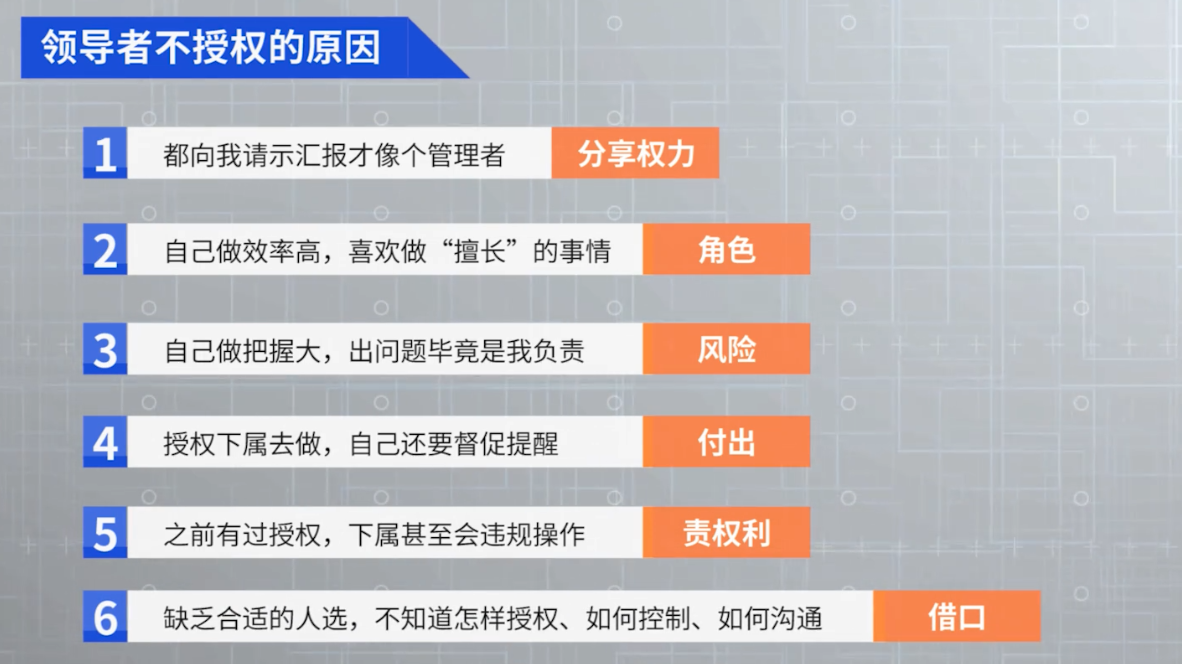 领导者不授权的原因
1 都向我请示汇报才像个管理者 分享权力
2 自己做效率高，喜欢做“擅长”的事情 角色
3 自己做把握大，出问题毕竟是我负责 风险
4 授权下属去做，自己还要督促提醒 付出
5 之前有过授权，下属甚至会违规操作 责权利
6 缺乏合适的人选，不知道怎样授权、如何控制、如何沟通 借口